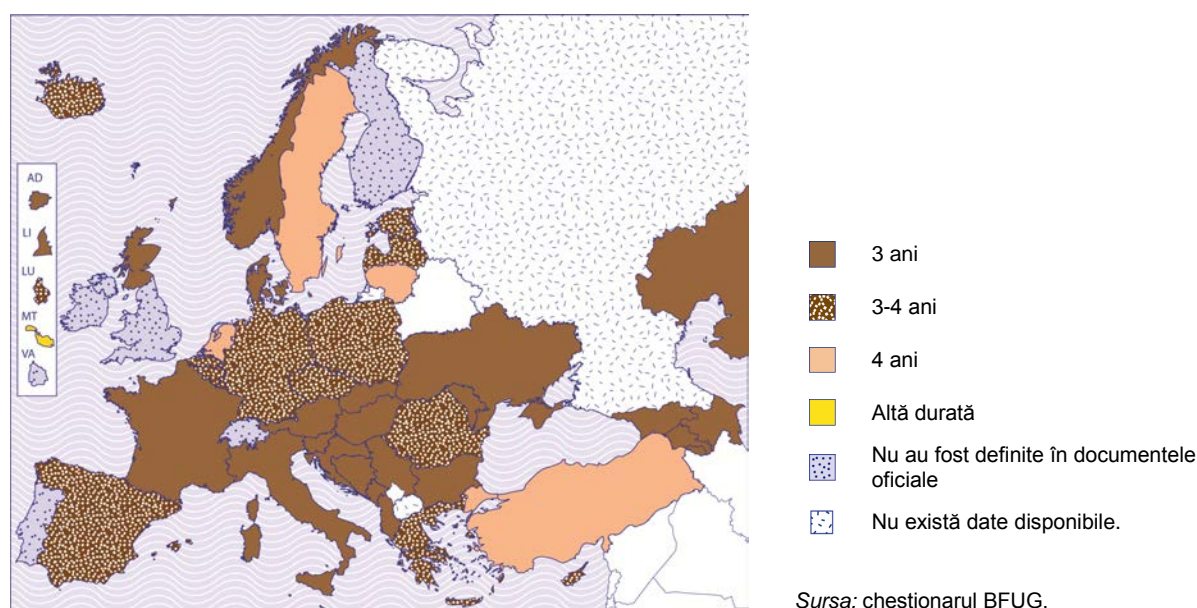 AD
LI
LU
MT
VA
3 ani
3-4 ani
4 ani
Altă durată
Nu au fost definite în documentele
oficiale
Nu există date disponibile.
Sursa: chestionarul BFUG.